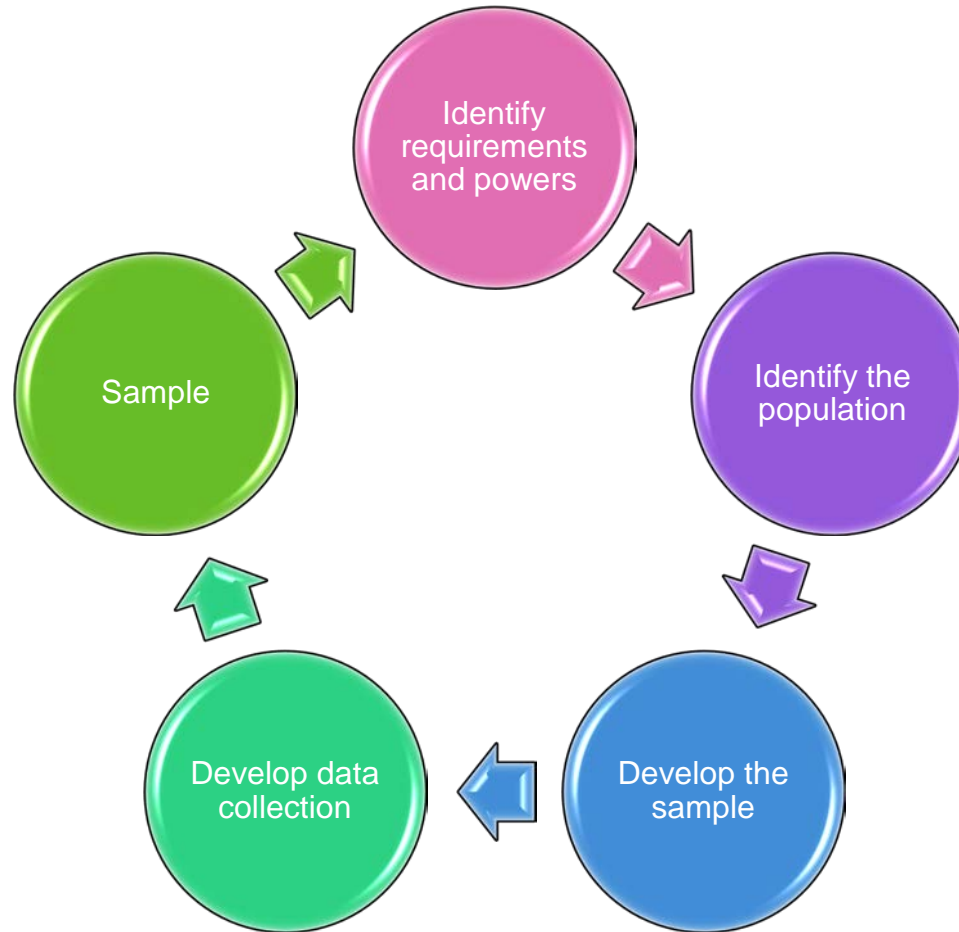 Identify
requirements
and powers
Identify the
population
Develop the
sample
Develop data
collection
Sample